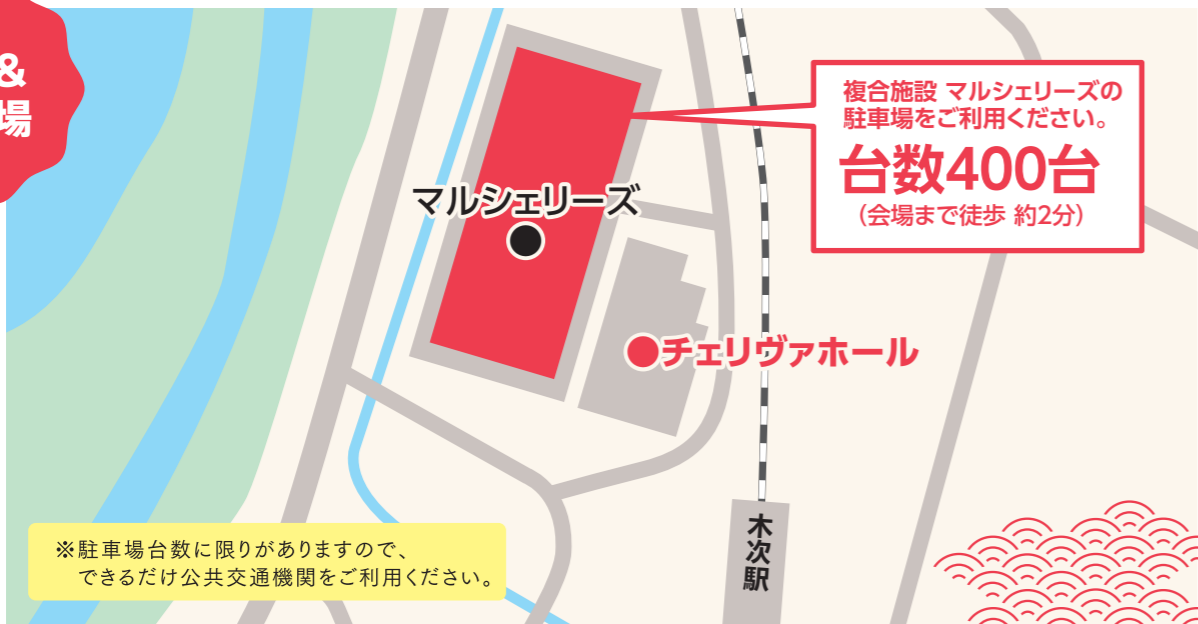 &
場
複合施設 マルシェリーズの
駐車場をご利用ください。
台数400台
（会場まで徒歩 約2分）
マルシェリーズ
チェリヴァホール
木次駅
※駐車場台数に限りがありますので、
できるだけ公共交通機関をご利用ください。